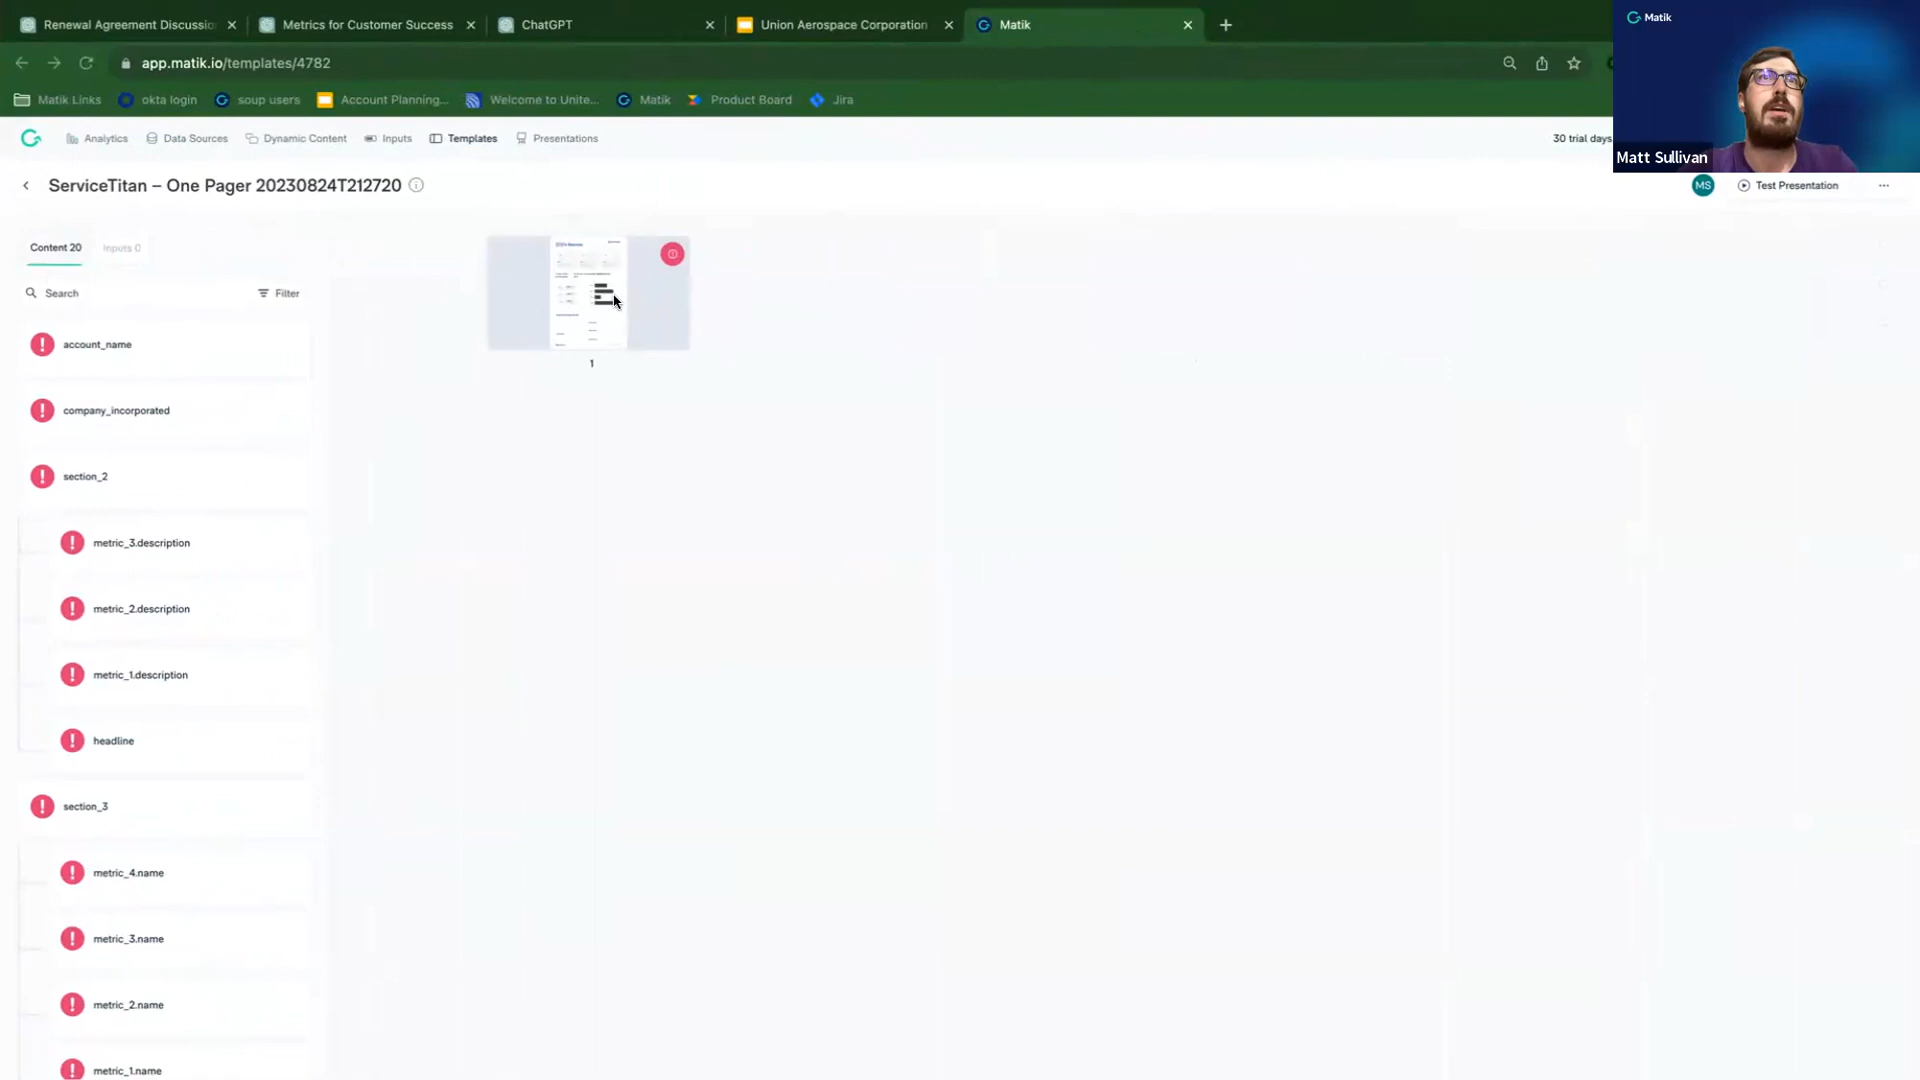 Renewal Agreement Discussio
Metrics for Customer Success
ChatGPT
Union Aerospace Corporation
Matik
Matik
app.matik.io/templates/4782
Matik Links
okta login
soup users
Account Planning...
Welcome to Unite...
Matik
Product Board
Jira
Analytics
Data Sources
Dynamic Content
Inputs
Templates
Presentations
30 trial days
Matt Sullivan
ServiceTitan – One Pager 20230824T212720
MS
Test Presentation
Content 20
Inputs 0
Search
Filter
1
account_name
company_incorporated
section_2
metric_3.description
metric_2.description
metric_1.description
headline
section_3
metric_4.name
metric_3.name
metric_2.name
metric_1.name